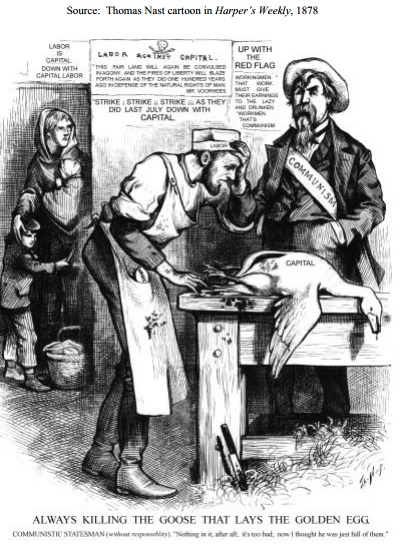 Source:  Thomas Nast cartoon in Harper's Weekly, 1878
LABOR
IS
CAPITAL.
DOWN WITH
CAPITAL LABOR
LABOR AGAINST CAPITAL.
"THIS FAIR LAND WILL AGAIN BE CONVULSED
IN AGONY. AND THE FIRES OF LIBERTY WILL BLAZE
FORTH AGAIN AS THEY DID ONE HUNDRED YEARS
AGO IN DEFENSE OF THE NATURAL RIGHTS OF MAN.
MR. VOORHEES
"STRIKE ; STRIKE ;;; STRIKE ;;;; AS THEY
DID LAST JULY DOWN WITH
CAPITAL.
UP WITH
THE
RED FLAG
WORKINGMEN
THAT WORK.
MUST GIVE
THEIR EARNINGS
TO THE LAZY
AND DRUNKEN
"WORKMEN.
THAT'S
COMMUNISM.
LABOR
COMMUNISM
CAPITAL
Th. Nast.
ALWAYS KILLING THE GOOSE THAT LAYS THE GOLDEN EGG.
COMMUNISTIC STATESMAN (without responsibility), "Nothing in it, after all; it's too bad; now I thought he was just full of them."